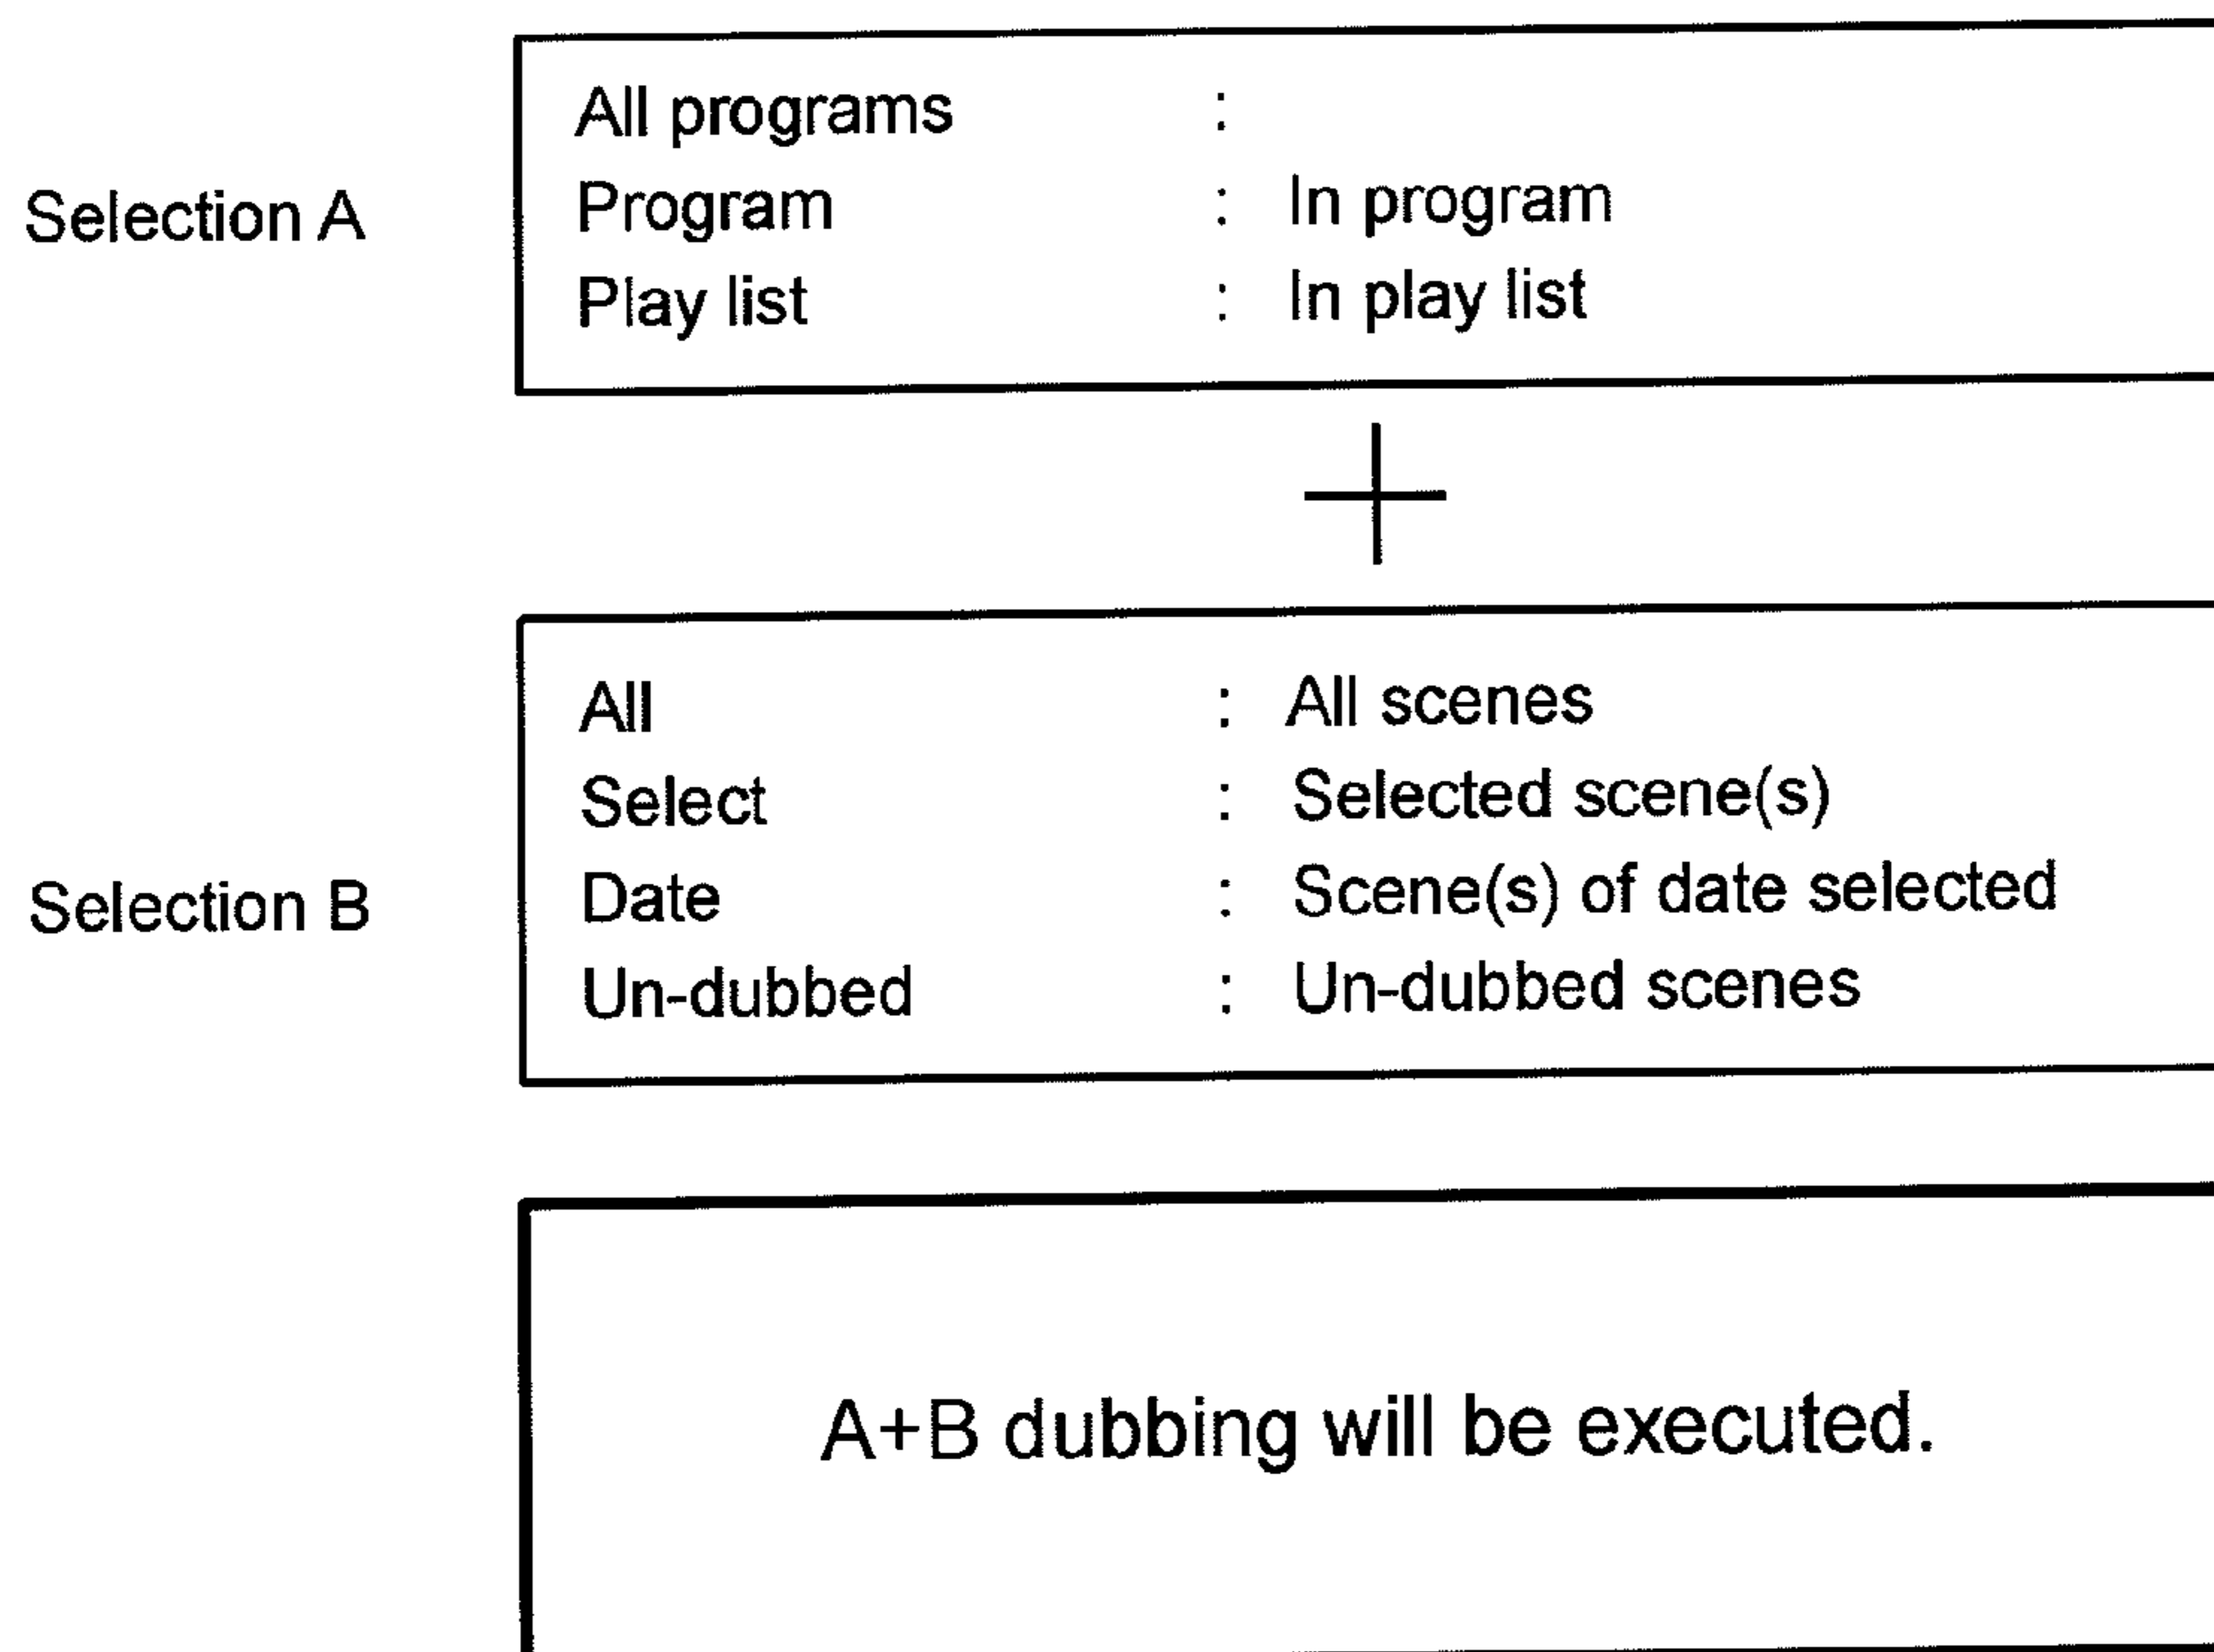 Selection A
All programs :
Program : In program
Play list : In play list
+
Selection B
All : All scenes
Select : Selected scene(s)
Date : Scene(s) of date selected
Un-dubbed : Un-dubbed scenes
A+B dubbing will be executed.